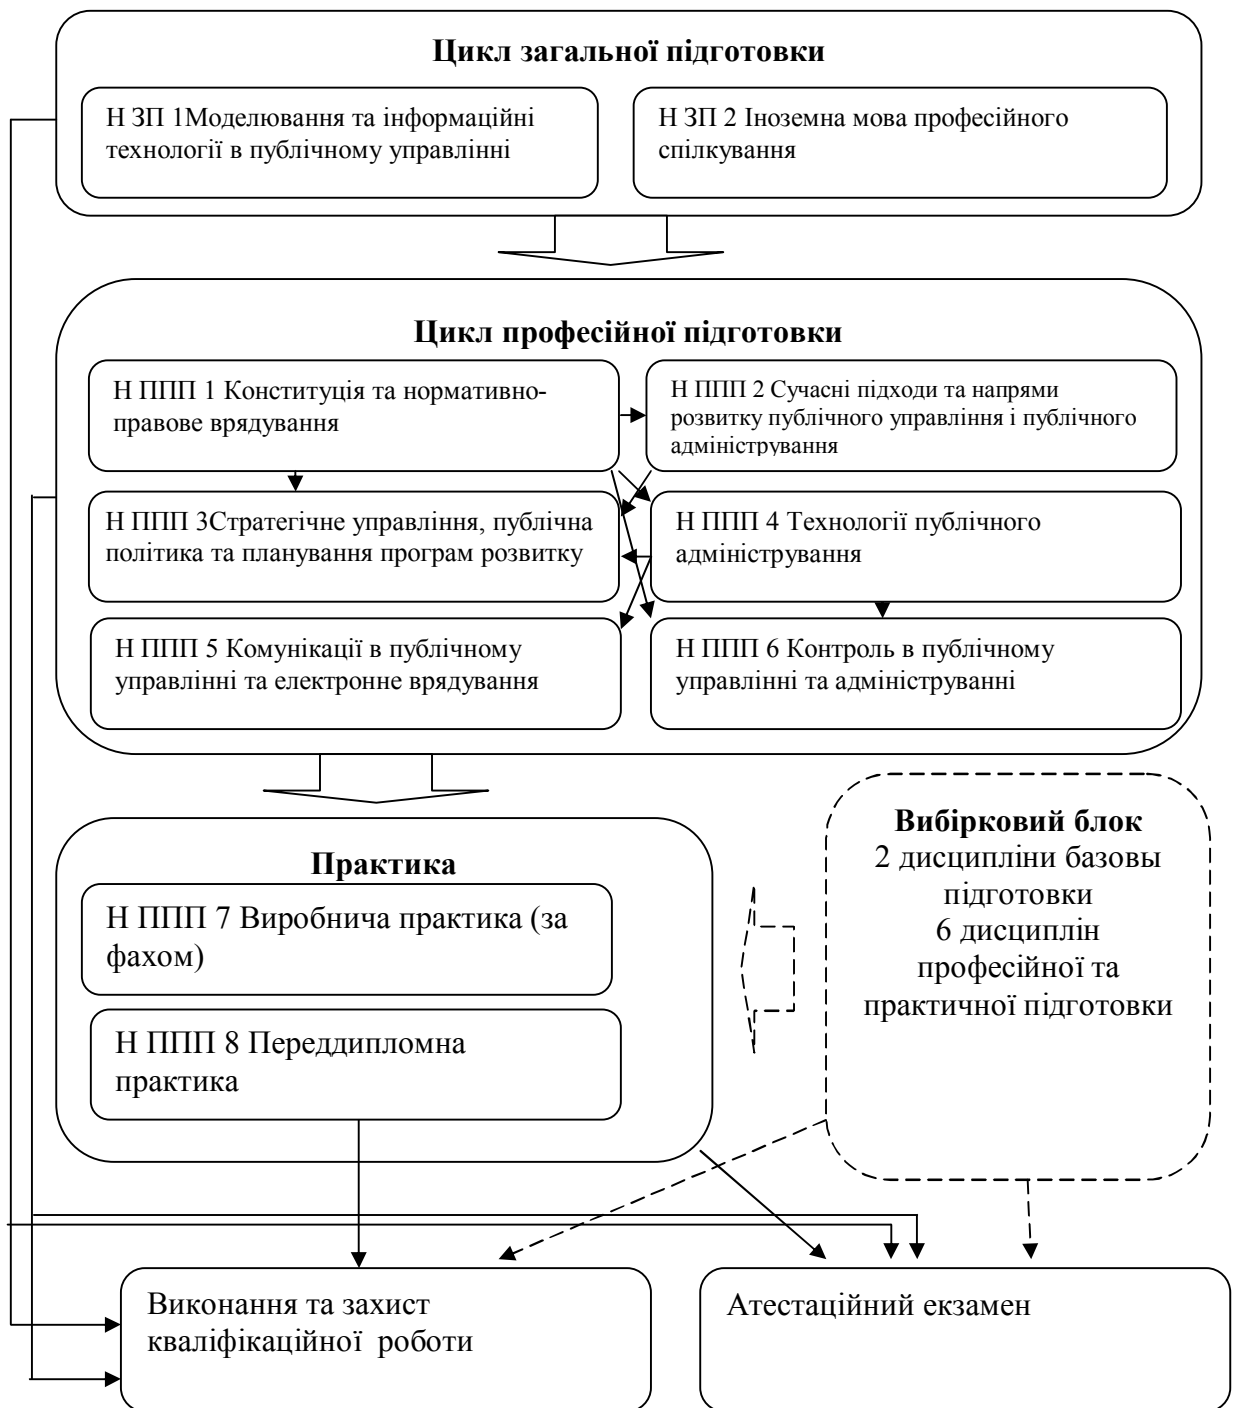 Цикл загальної підготовки
Н ЗП 1Моделювання та інформаційні
технології в публічному управлінні
Н ЗП 2 Іноземна мова професійного
спілкування
Цикл професійної підготовки
Н ППП 1 Конституція та нормативно-
правове врядування
Н ППП 2 Сучасні підходи та напрями
розвитку публічного управління і публічного
адміністрування
Н ППП 3Стратегічне управління, публічна
політика та планування програм розвитку
Н ППП 4 Технології публічного
адміністрування
Н ППП 5 Комунікації в публічному
управлінні та електронне врядування
Н ППП 6 Контроль в публічному
управлінні та адмініструванні
Практика
Н ППП 7 Виробнича практика (за
фахом)
Н ППП 8 Переддипломна
практика
Вибірковий блок
2 дисципліни базовы
підготовки
6 дисциплін
професійної та
практичної підготовки
Виконання та захист
кваліфікаційної роботи
Атестаційний екзамен